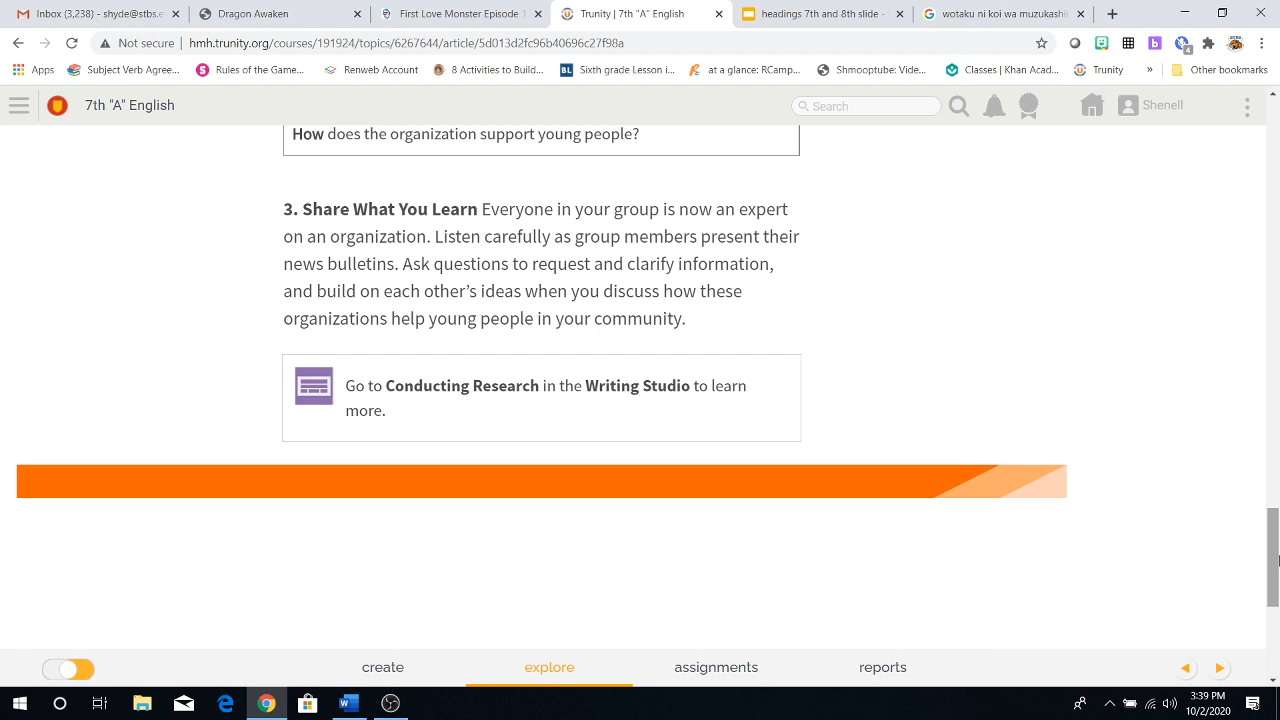 Inbox (3,238) - shyde@stbs.e
Dragon Awaken
First Love Monster Episode 1
Trunity | 7th "A" English
headings 7th and 8th slide -
wotaku ni koi wa muzukashii
Not secure | hmh.trunity.org/courses/191924/topics/267644/article/5d013d2fc96b40696c27f98a
Apps
Subject Verb Agree...
Rules of the Game...
Renweb Account
8 Activities to Build...
BL Sixth grade Lesson i...
at a glance: RCamp...
Shmooptube: Vide...
Classes | Khan Acad...
Trunity
»
Other bookmarks
7th "A" English
Search
Shenell
How does the organization support young people?
3. Share What You Learn Everyone in your group is now an expert
on an organization. Listen carefully as group members present their
news bulletins. Ask questions to request and clarify information,
and build on each other's ideas when you discuss how these
organizations help young people in your community.
Go to Conducting Research in the Writing Studio to learn
more.
create
explore
assignments
reports
3:39 PM
10/2/2020